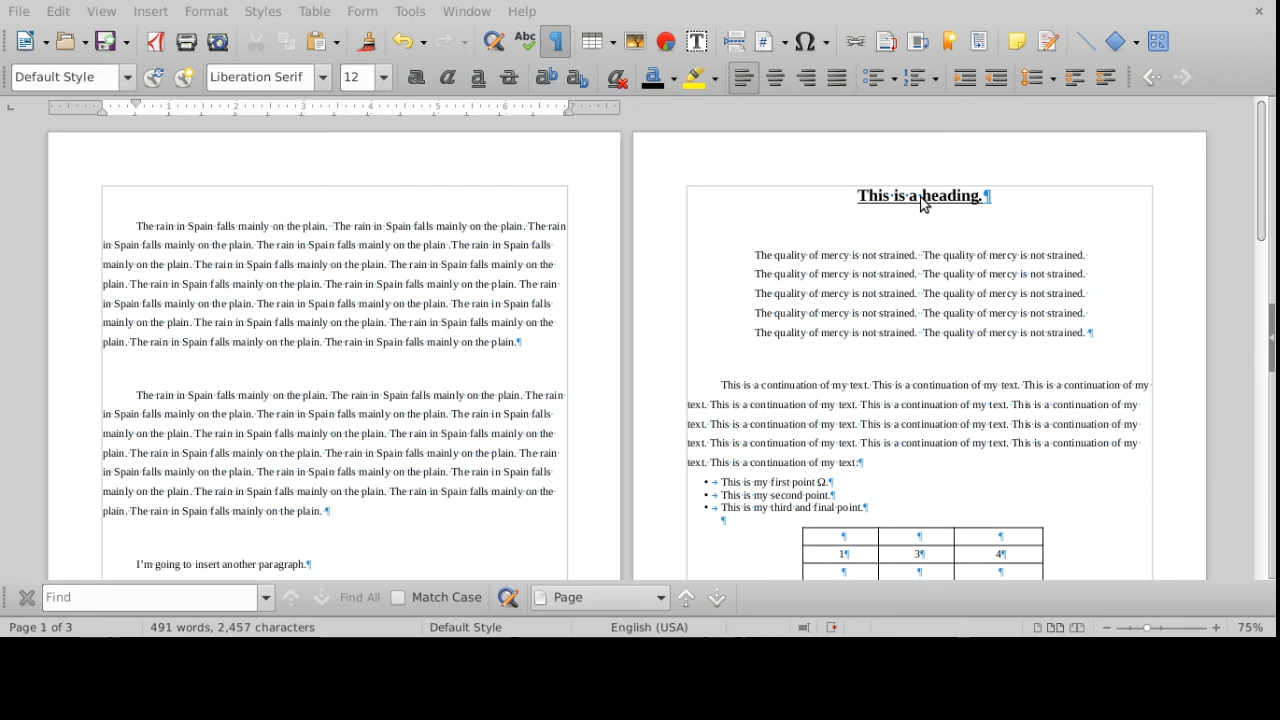 File Edit View Insert Format Styles Table Form Tools Window Help
Default Style Liberation Serif 12
1 2 3 4 5 6 7
The rain in Spain falls mainly on the plain. The rain in Spain falls mainly on the plain. The rain
in Spain falls mainly on the plain. The rain in Spain falls mainly on the plain .The rain in Spain falls
mainly on the plain. The rain in Spain falls mainly on the plain. The rain in Spain falls mainly on the
plain. The rain in Spain falls mainly on the plain. The rain in Spain falls mainly on the plain. The rain
in Spain falls mainly on the plain. The rain in Spain falls mainly on the plain. The rain in Spain falls
mainly on the plain. The rain in Spain falls mainly on the plain. The rain in Spain falls mainly on the
plain. The rain in Spain falls mainly on the plain. The rain in Spain falls mainly on the plain.¶
The rain in Spain falls mainly on the plain. The rain in Spain falls mainly on the plain. The rain
in Spain falls mainly on the plain. The rain in Spain falls mainly on the plain. The rain in Spain falls
mainly on the plain. The rain in Spain falls mainly on the plain. The rain in Spain falls mainly on the
plain. The rain in Spain falls mainly on the plain. The rain in Spain falls mainly on the plain. The rain
in Spain falls mainly on the plain. The rain in Spain falls mainly on the plain. The rain in Spain falls
mainly on the plain. The rain in Spain falls mainly on the plain. The rain in Spain falls mainly on the
plain. The rain in Spain falls mainly on the plain. ¶
I'm going to insert another paragraph.¶
This is a heading.¶
The quality of mercy is not strained. The quality of mercy is not strained.
The quality of mercy is not strained. The quality of mercy is not strained.
The quality of mercy is not strained. The quality of mercy is not strained.
The quality of mercy is not strained. The quality of mercy is not strained.
The quality of mercy is not strained. The quality of mercy is not strained. ¶
This is a continuation of my text. This is a continuation of my text. This is a continuation of my
text. This is a continuation of my text. This is a continuation of my text. This is a continuation of my
text. This is a continuation of my text. This is a continuation of my text. This is a continuation of my
text. This is a continuation of my text. This is a continuation of my text. This is a continuation of my
text. This is a continuation of my text:¶
• → This is my first point Ω.¶
• → This is my second point.¶
• → This is my third and final point.¶
¶
¶ ¶ ¶
1¶ 3¶ 4¶
¶ ¶ ¶
Find Find All Match Case Page
Page 1 of 3 491 words, 2,457 characters Default Style English (USA) 75%